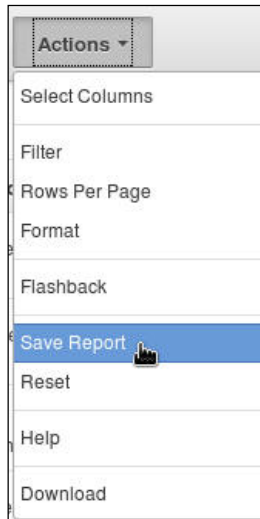 Actions
Select Columns
Filter
Rows Per Page
Format
Flashback
Save Report
Reset
Help
Download